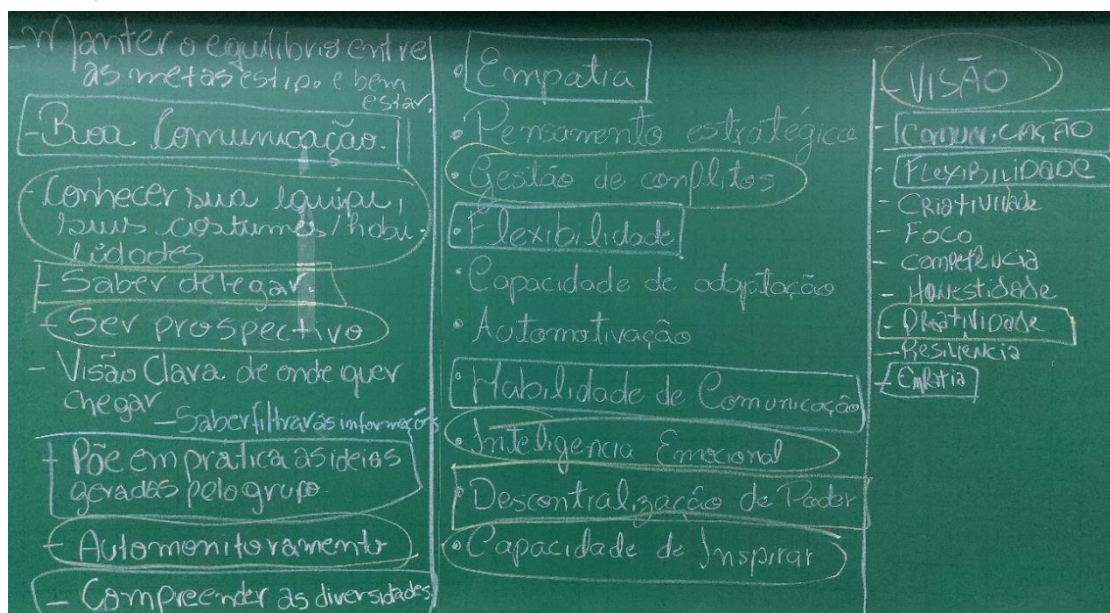 - Manter o equilibrio entre
as metas estip. e bem
estar.
- Boa Comunicação.
- Conhecer sua equipe,
seus costumes/habi-
lidades
- Saber delegar.
- Ser prospectivo
- Visão Clara de onde quer
chegar
- Saber filtrar as informações
- Põe em pratica as ideias
geradas pelo grupo.
- Automonitoramento
- Compreender as diversidades.
• Empatia
• Pensamento estratégico
• Gestão de conflitos
• Flexibilidade
• Capacidade de adaptação
• Automotivação
• Habilidade de Comunicação
• Inteligencia Emocional
• Descentralização de Poder
• Capacidade de Inspirar
- VISÃO
- COMUNICAÇÃO
- FLEXIBILIDADE
- CRIATIVIDADE
- FOCO
- COMPETENCIA
- HONESTIDADE
- PROATIVIDADE
- RESILIENCIA
- EMPATIA